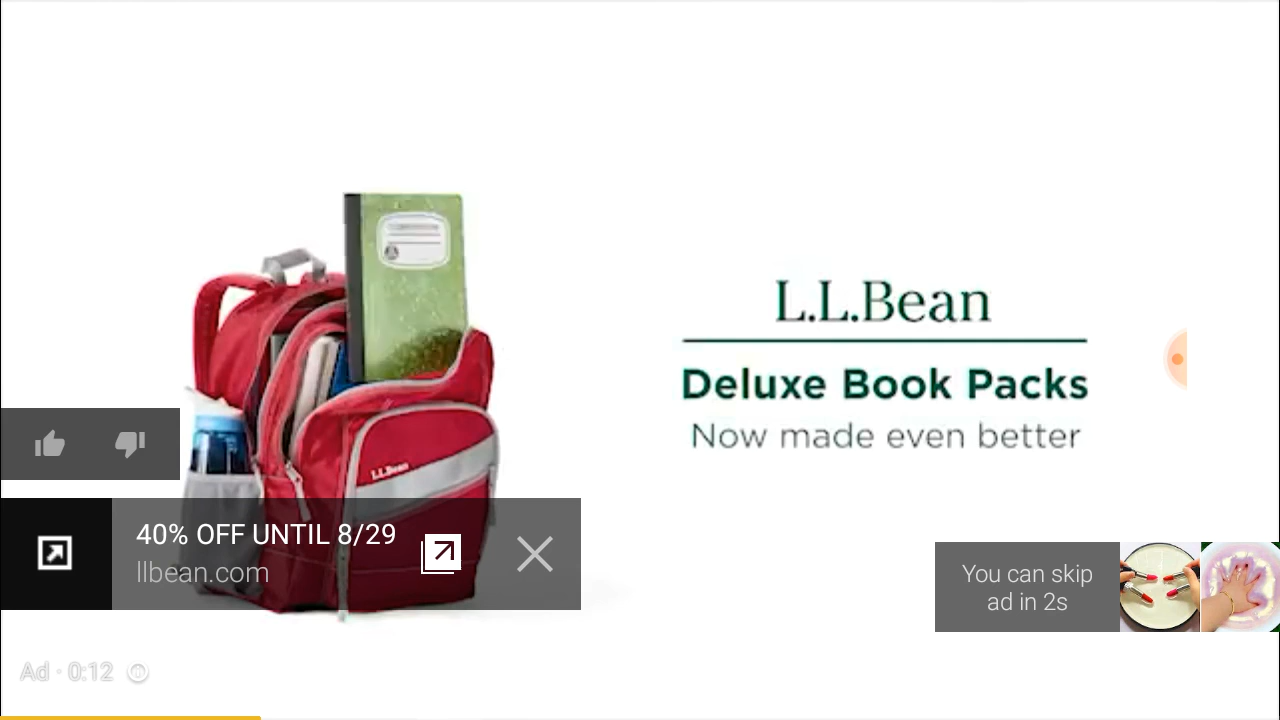 L.L.Bean
Deluxe Book Packs
Now made even better
L.L.Bean
40% OFF UNTIL 8/29
llbean.com
You can skip
ad in 2s
Ad · 0:12